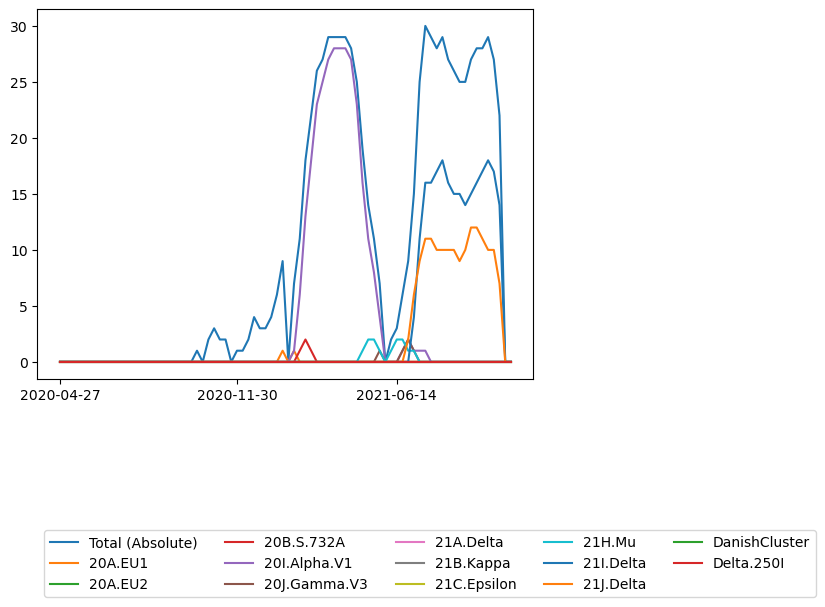 30
25
20
15
10
5
0
2020-04-27 2020-11-30 2021-06-14
Total (Absolute) 20B.S.732A 21A.Delta 21H.Mu DanishCluster
20A.EU1 20I.Alpha.V1 21B.Kappa 21I.Delta Delta.250I
20A.EU2 20J.Gamma.V3 21C.Epsilon 21J.Delta